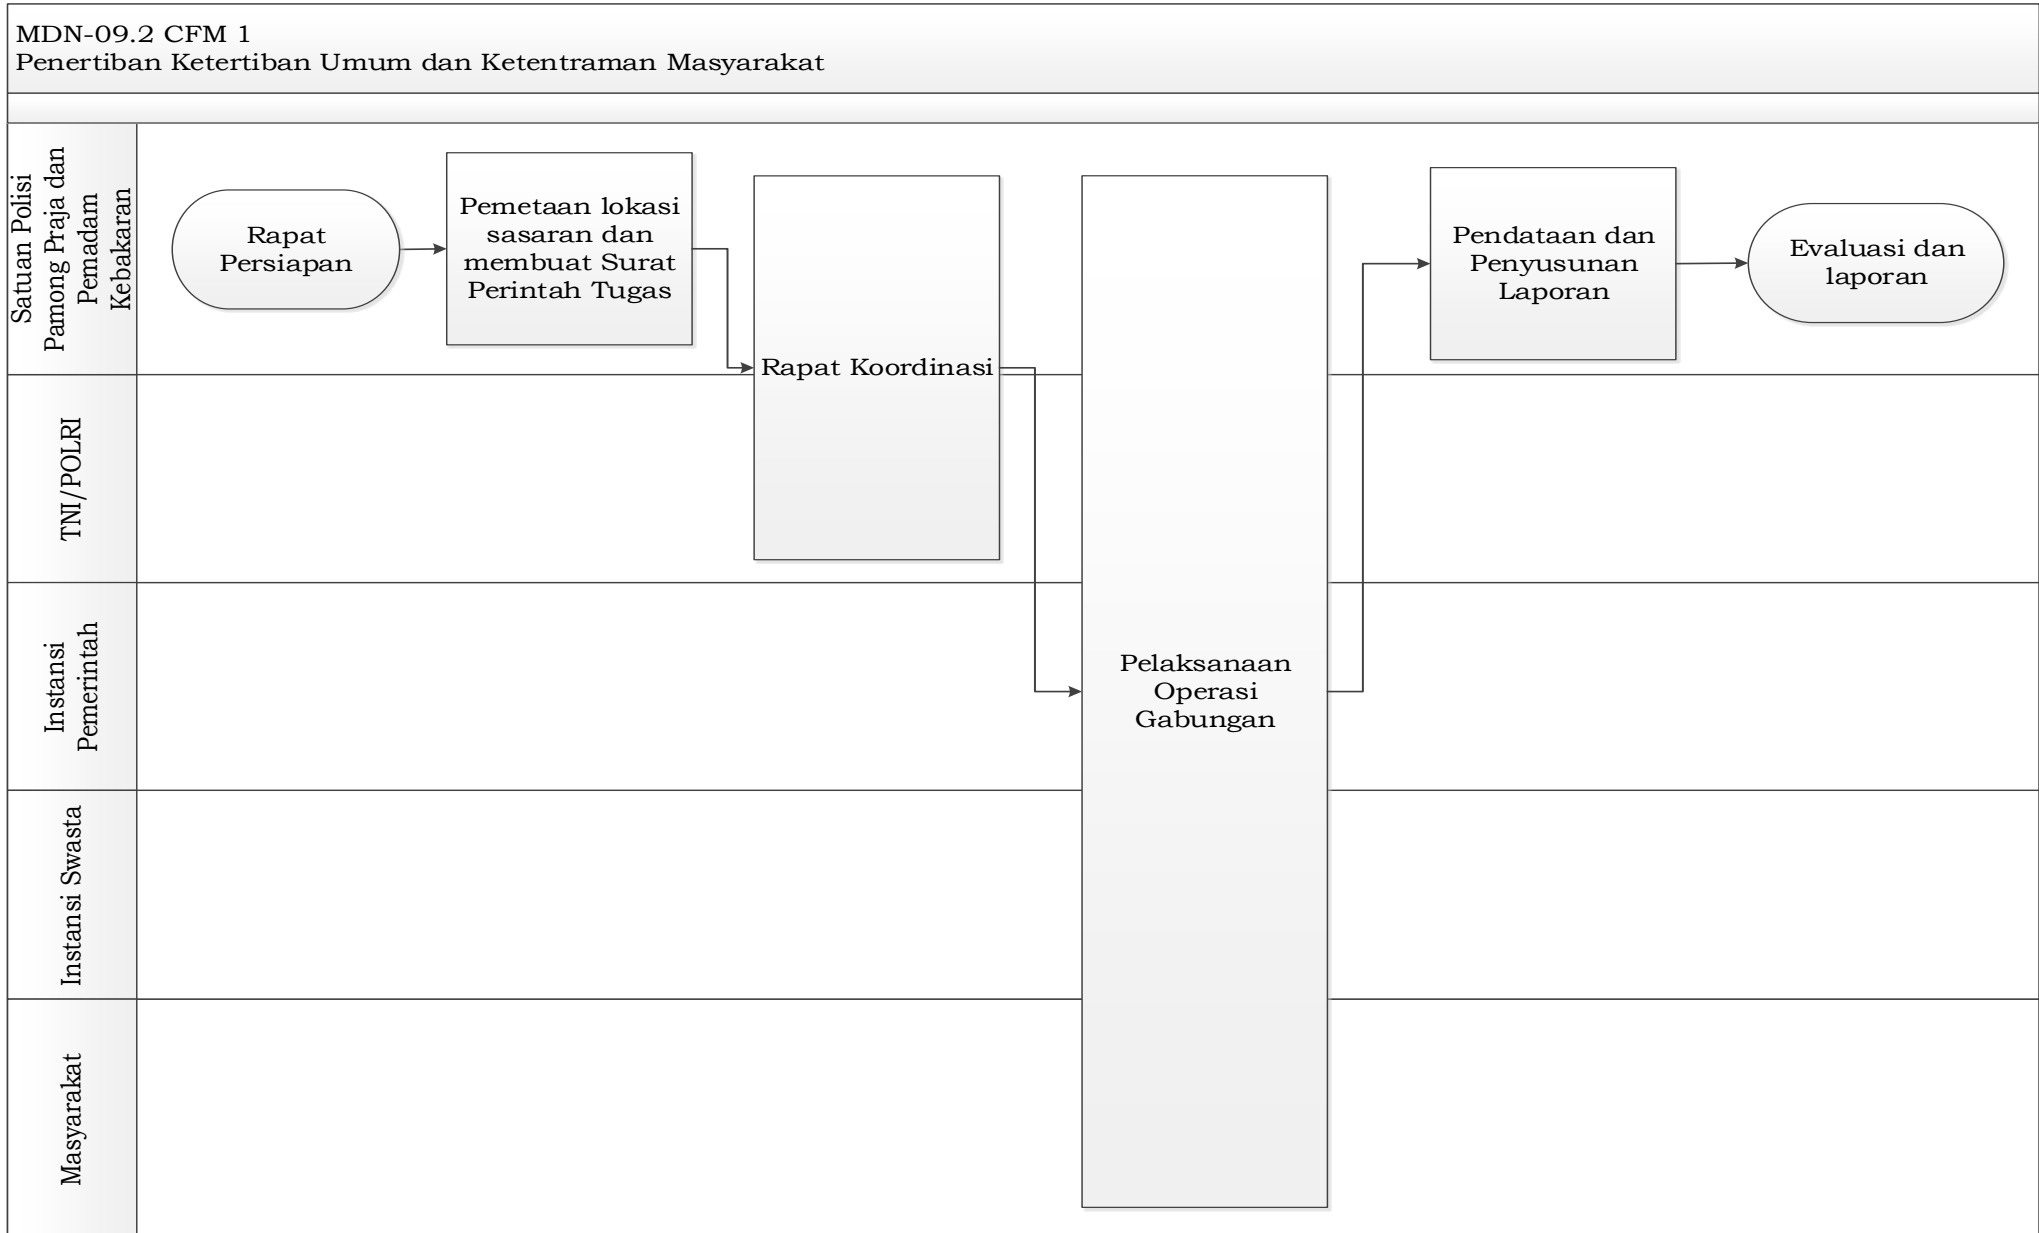 MDN-09.2 CFM 1
Penertiban Ketertiban Umum dan Ketentraman Masyarakat
Satuan Polisi
Pamong Praja dan
Pemadam
Kebakaran
Rapat
Persiapan
Pemetaan lokasi
sasaran dan
membuat Surat
Perintah Tugas
Rapat Koordinasi
Pendataan dan
Penyusunan
Laporan
Evaluasi dan
laporan
TNI/POLRI
Instansi
Pemerintah
Pelaksanaan
Operasi
Gabungan
Instansi Swasta
Masyarakat